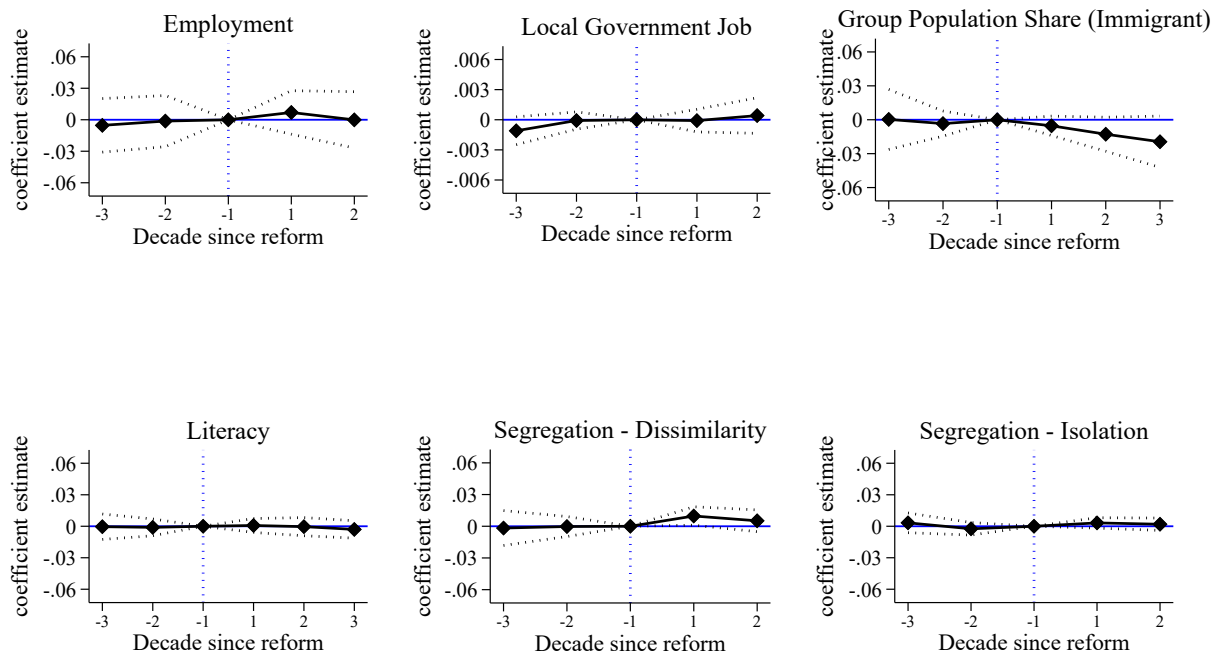 Employment
coefficient estimate
.06
.03
0
-.03
-.06
-3 -2 -1 1 2
Decade since reform
Local Government Job
coefficient estimate
.006
.003
0
-.003
-.006
-3 -2 -1 1 2
Decade since reform
Group Population Share (Immigrant)
coefficient estimate
.06
.03
0
-.03
-.06
-3 -2 -1 1 2 3
Decade since reform
Literacy
coefficient estimate
.06
.03
0
-.03
-.06
-3 -2 -1 1 2 3
Decade since reform
Segregation - Dissimilarity
coefficient estimate
.06
.03
0
-.03
-.06
-3 -2 -1 1 2
Decade since reform
Segregation - Isolation
coefficient estimate
.06
.03
0
-.03
-.06
-3 -2 -1 1 2
Decade since reform